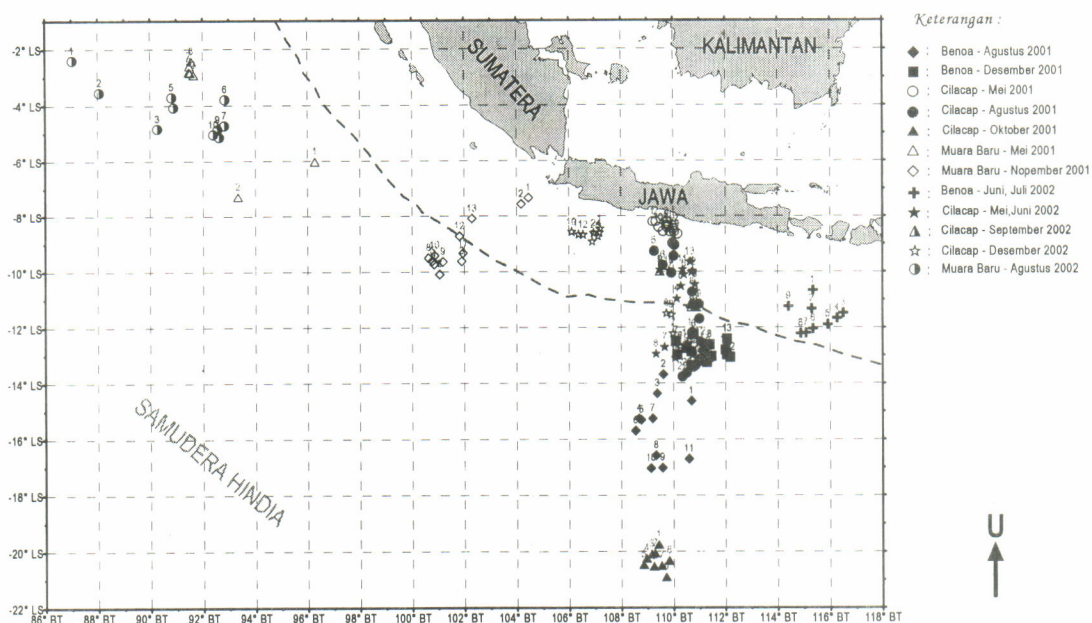 Keterangan :
Benoa - Agustus 2001
Benoa - Desember 2001
Cilacap - Mei 2001
Cilacap - Agustus 2001
Cilacap - Oktober 2001
Muara Baru - Mei 2001
Muara Baru - Nopember 2001
Benoa - Juni, Juli 2002
Cilacap - Mei,Juni 2002
Cilacap - September 2002
Cilacap - Desember 2002
Muara Baru - Agustus 2002
SUMATERA
KALIMANTAN
JAWA
SAMUDERA HINDIA
U
-2° LS
-4° LS
-6° LS
-8° LS
-10° LS
-12° LS
-14° LS
-16° LS
-18° LS
-20° LS
-22° LS
86° BT 88° BT 90° BT 92° BT 94° BT 96° BT 98° BT 100° BT 102° BT 104° BT 106° BT 108° BT 110° BT 112° BT 114° BT 116° BT 118° BT